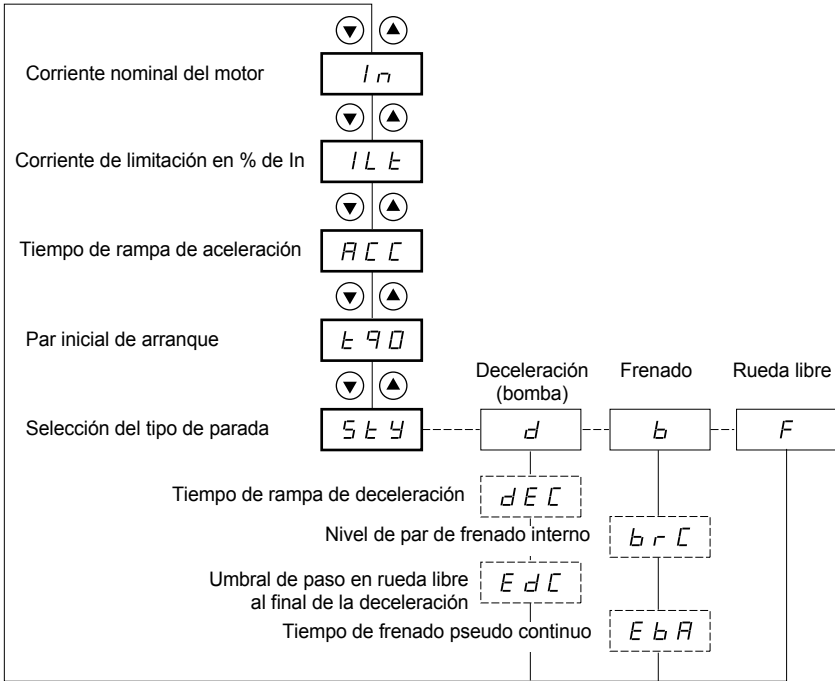 Corriente nominal del motor
In
Corriente de limitación en % de In
ILt
Tiempo de rampa de aceleración
ACC
Par inicial de arranque
tq0
Selección del tipo de parada
StY
Deceleración
(bomba)
d
Frenado
b
Rueda libre
F
Tiempo de rampa de deceleración
dEC
Nivel de par de frenado interno
brC
Umbral de paso en rueda libre
al final de la deceleración
EdC
Tiempo de frenado pseudo continuo
EbA